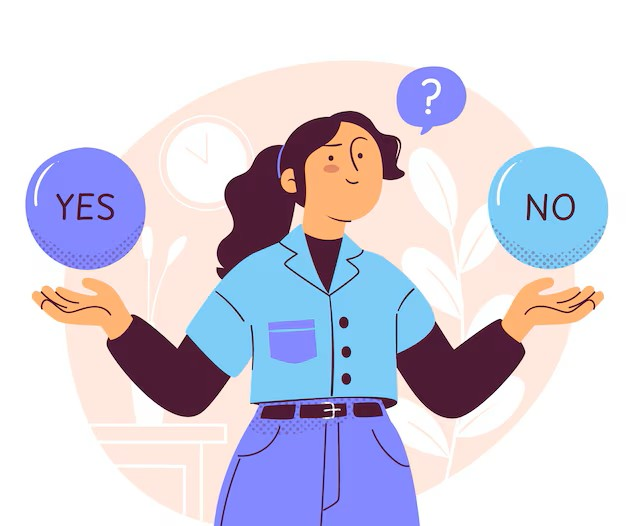 ?
YES
NO